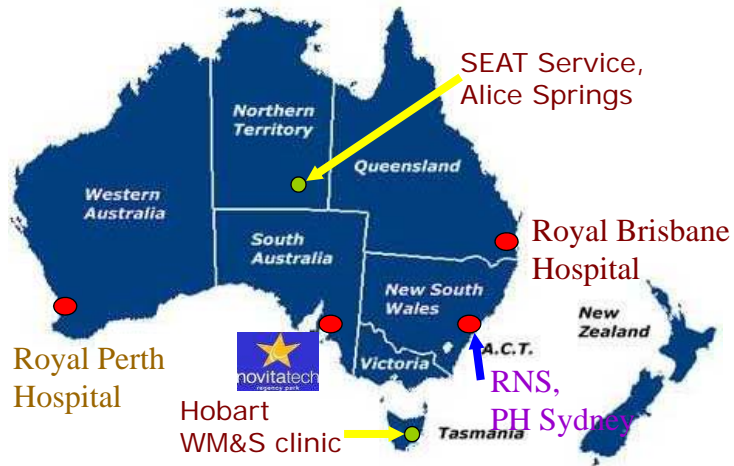 SEAT Service,
Alice Springs
Northern
Territory
Queensland
Western
Australia
South
Australia
Royal Brisbane
Hospital
New South
Wales
New
Zealand
Royal Perth
Hospital
novitatech
regency park
Victoria
A.C.T.
RNS,
PH Sydney
Hobart
WM&S clinic
Tasmania